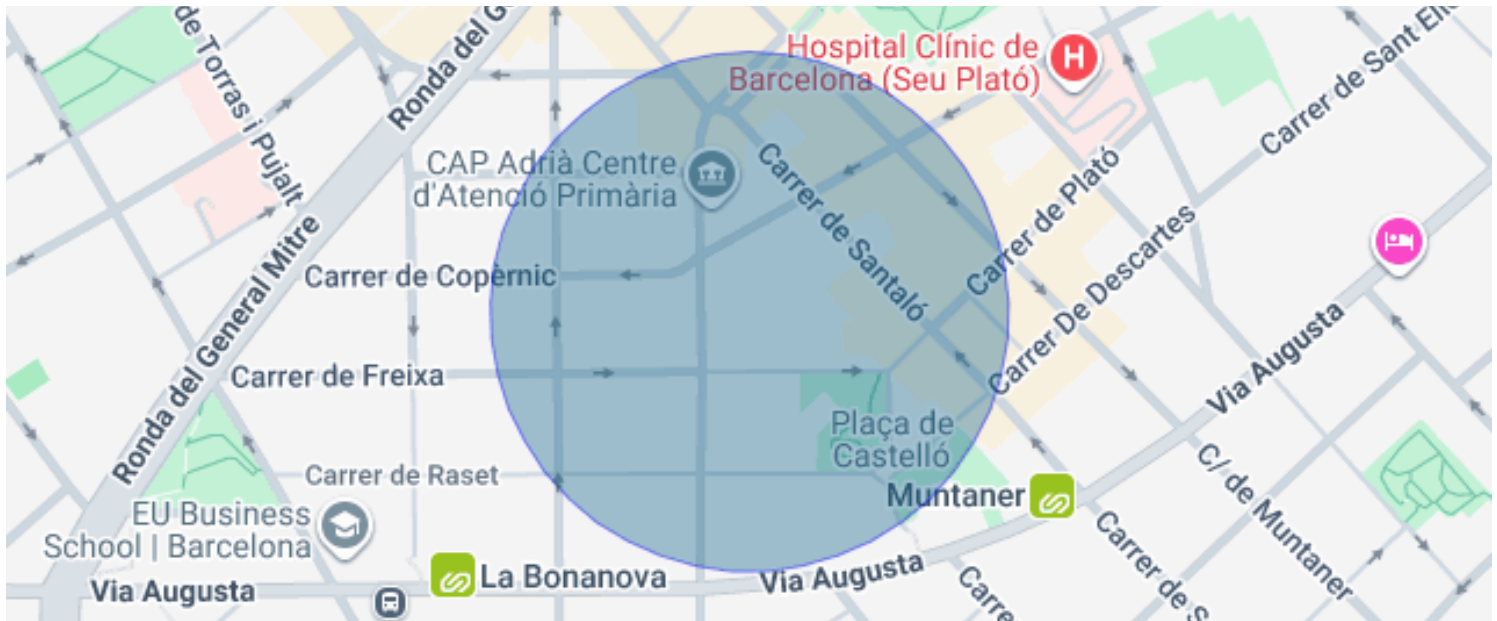 de Torras i Pujalt
Ronda del G
Hospital Clínic de
Barcelona (Seu Plató)
H
Carrer de Sant Elie
CAP Adrià Centre
d'Atenció Primària
Carrer de Santaló
Carrer de Plató
Ronda del General Mitre
Carrer de Copèrnic
Carrer De Descartes
Via Augusta
Carrer de Freixa
Plaça de
Castelló
Carrer de Raset
Muntaner
C/ de Muntaner
EU Business
School | Barcelona
La Bonanova
Via Augusta
Via Augusta
Carre
Carrer de S